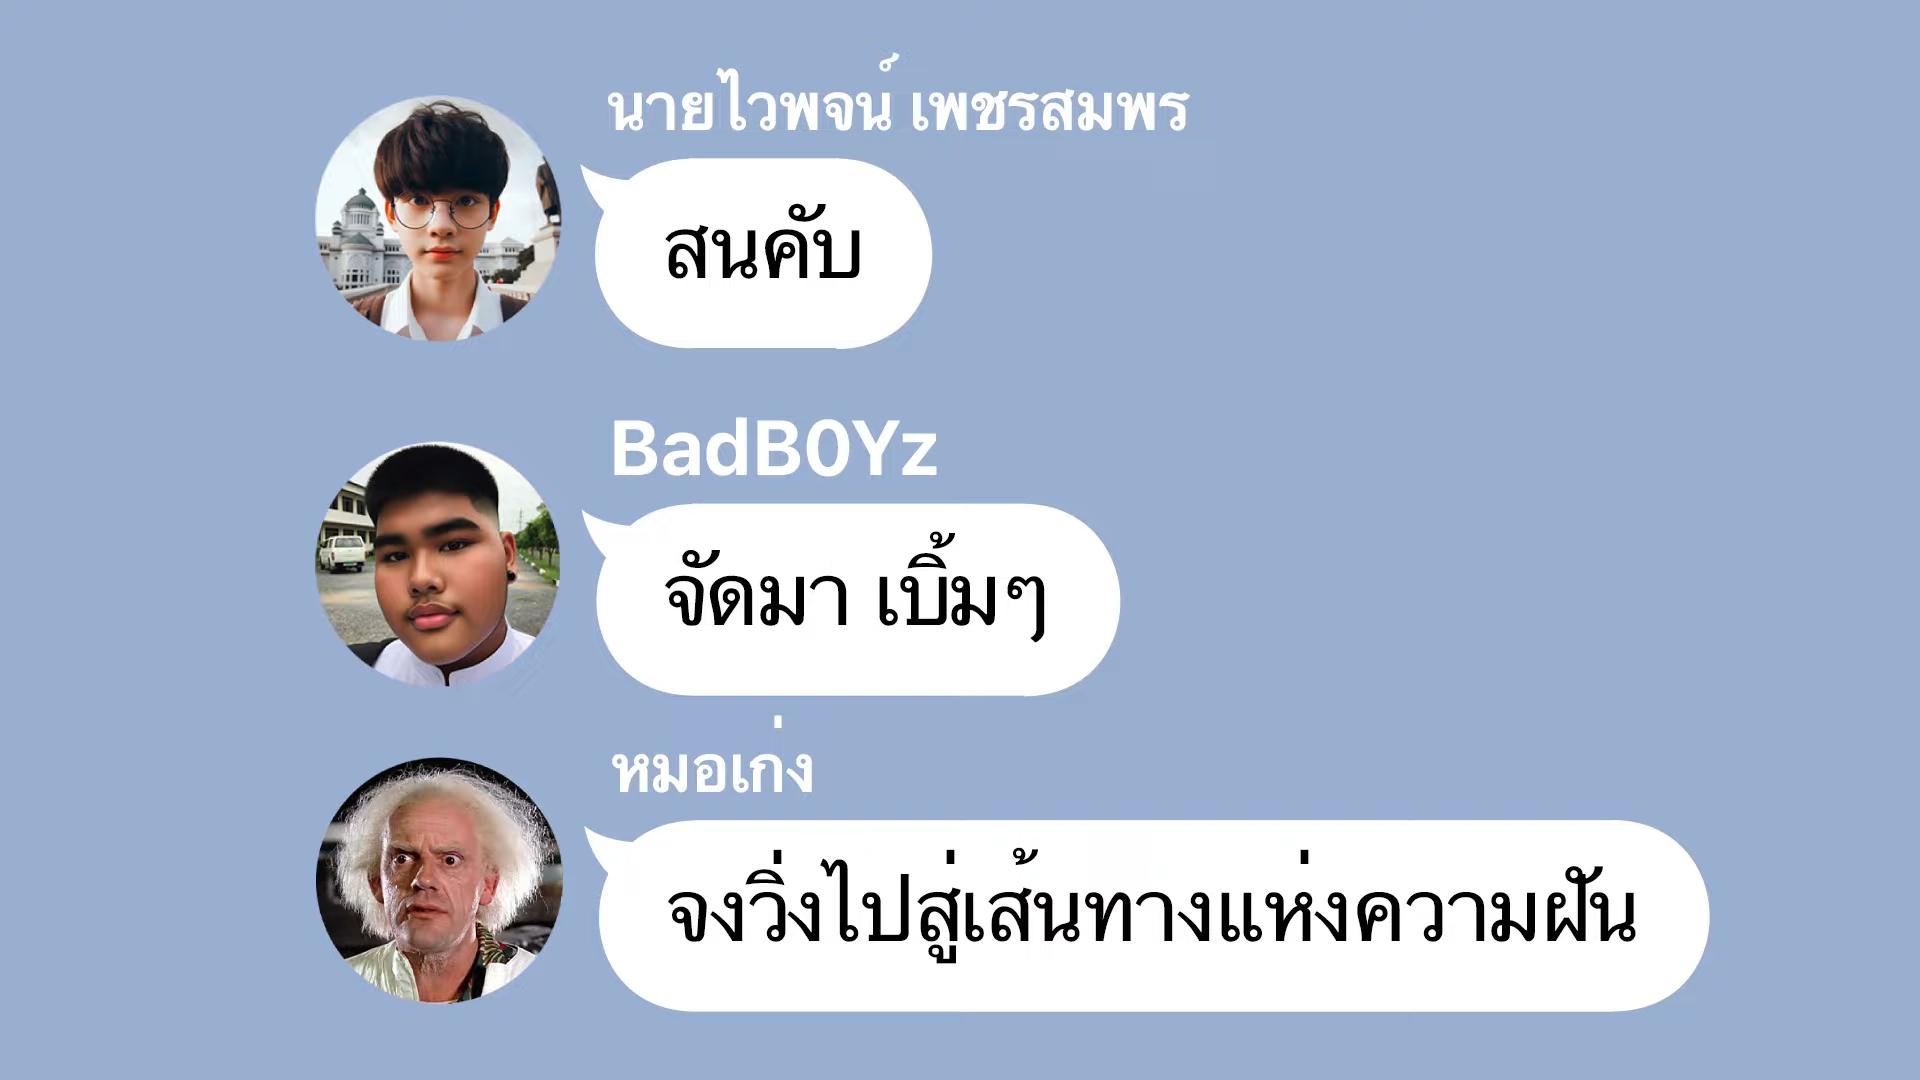 นายไวพจน์ เพชรสมพร
สนคับ
BadB0Yz
จัดมา เบิ้มๆ
หมอเก่ง
จงวิ่งไปสู่เส้นทางแห่งความฝัน